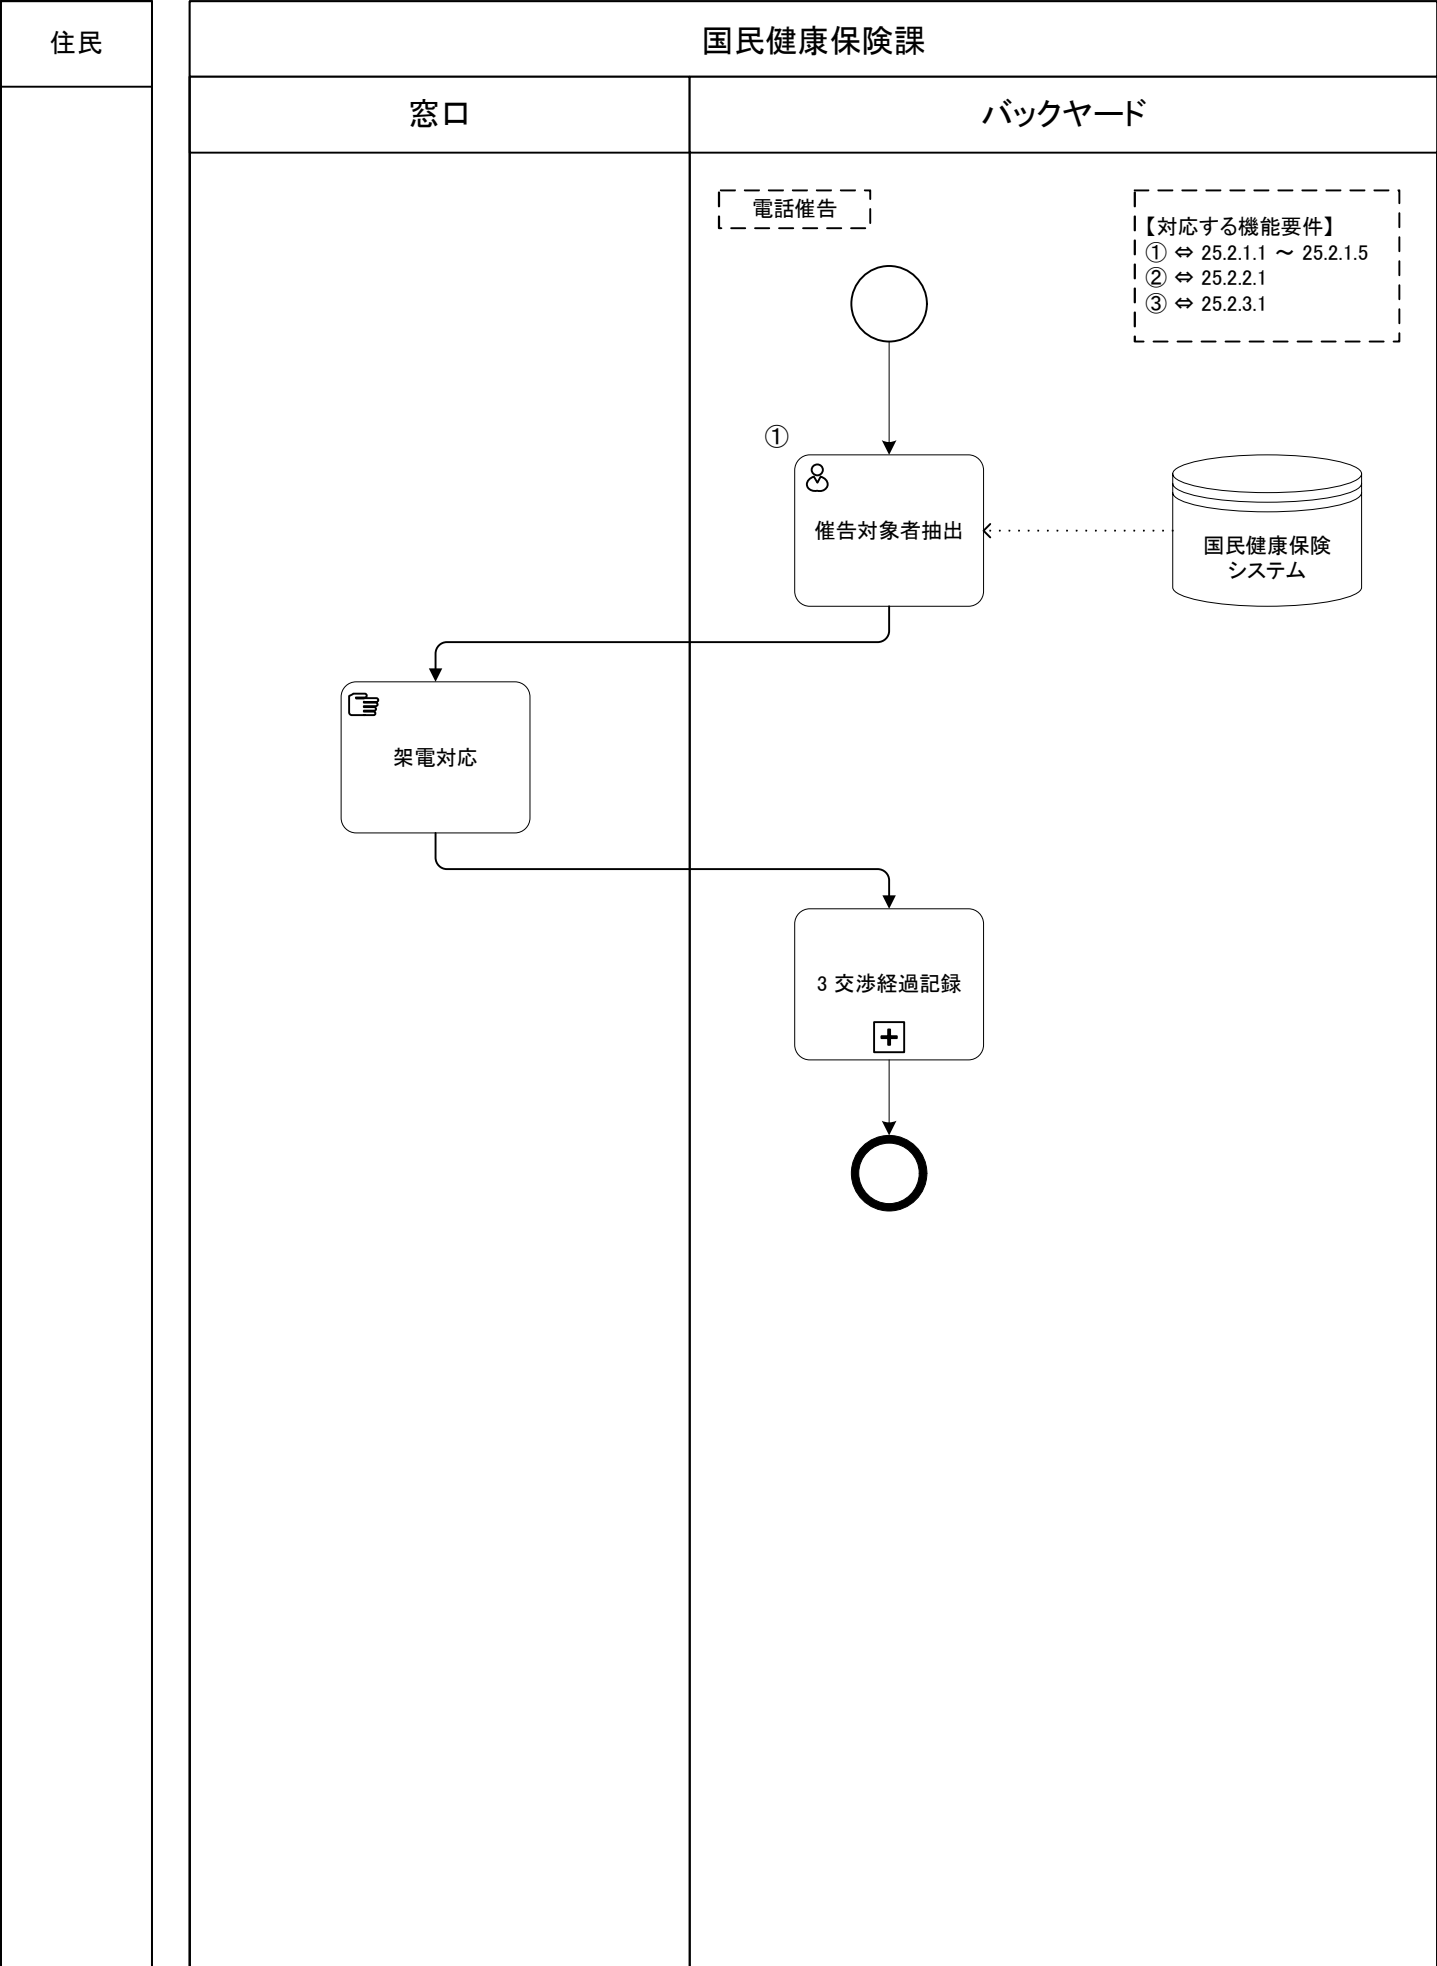 住民
国民健康保険課
窓口
バックヤード
電話催告
【対応する機能要件】
① ⇔ 25.2.1.1 ～ 25.2.1.5
② ⇔ 25.2.2.1
③ ⇔ 25.2.3.1
①
催告対象者抽出
国民健康保険
システム
架電対応
3 交渉経過記録